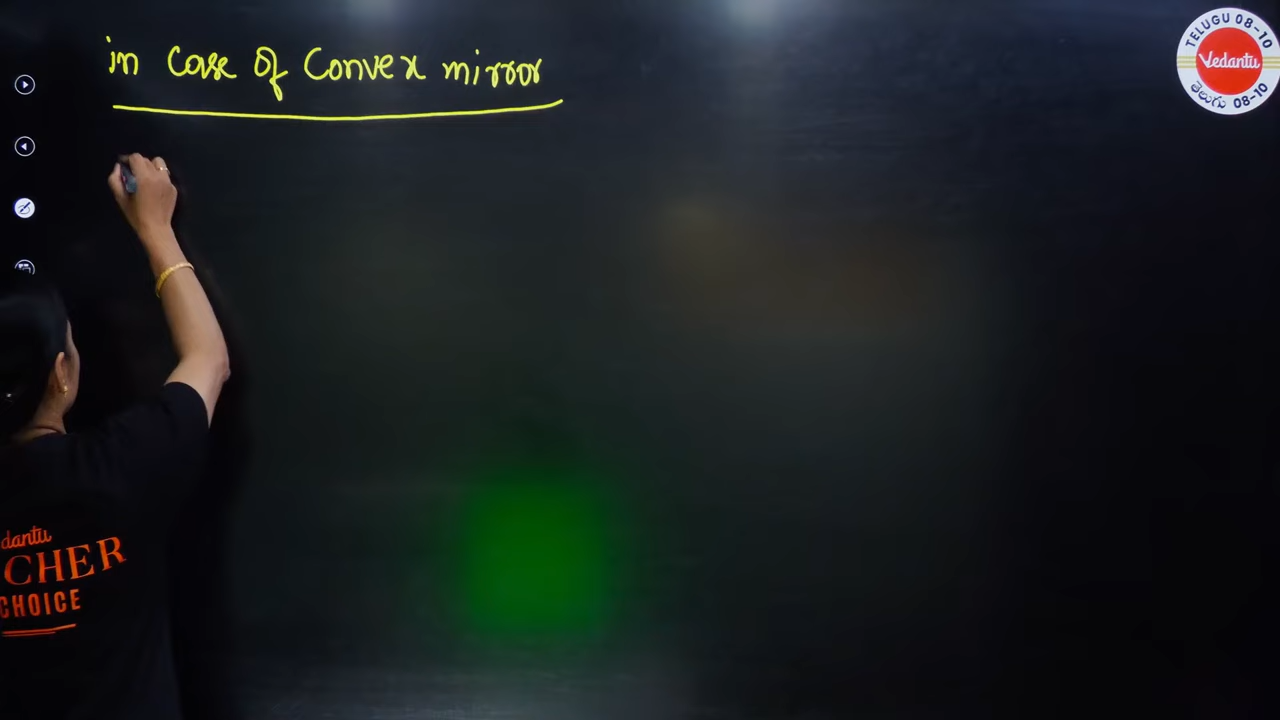 in case of Convex mirror
TELUGU 08-10
Vedantu
తెలుగు 08-10
dantu
CHER
CHOICE